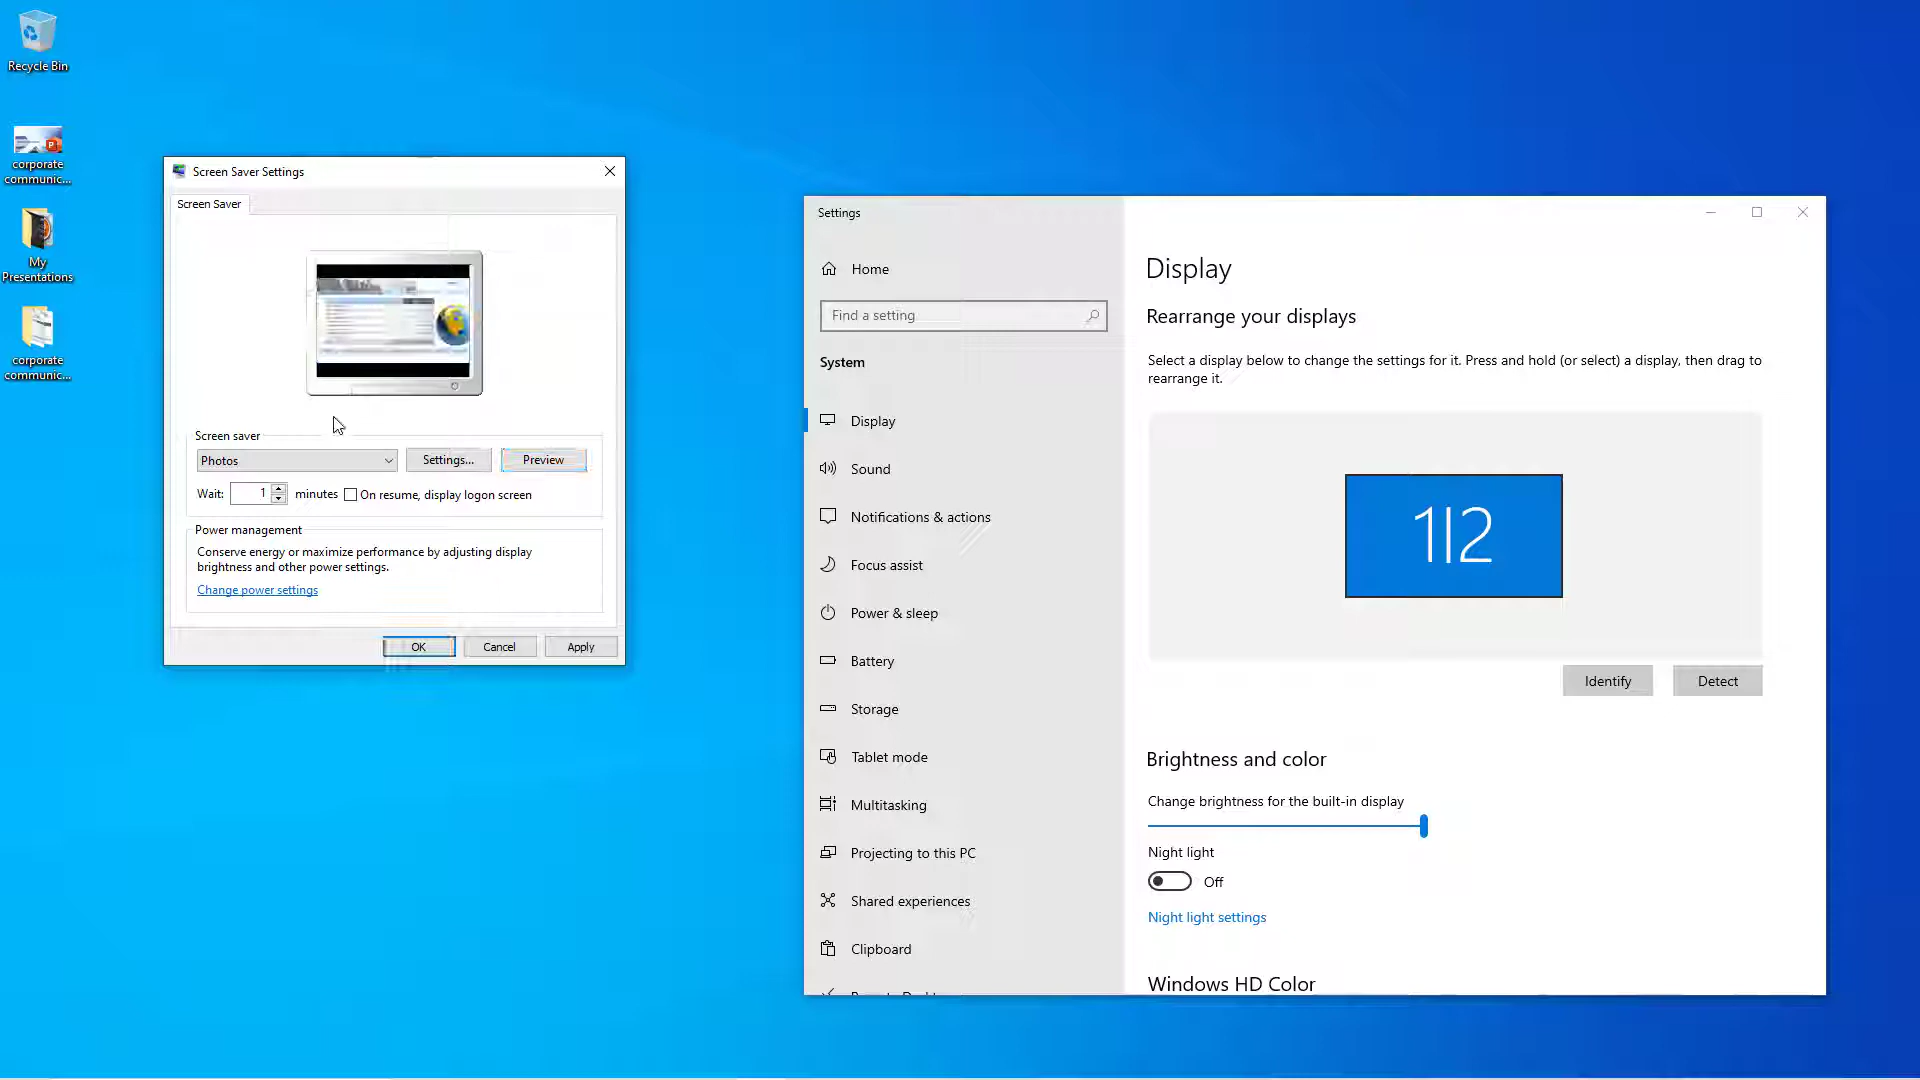 Recycle Bin
corporate
communic...
My
Presentations
corporate
communic...
Screen Saver Settings
Screen Saver
Screen saver
Photos
Settings...
Preview
Wait: 1 minutes On resume, display logon screen
Power management
Conserve energy or maximize performance by adjusting display
brightness and other power settings.
Change power settings
OK
Cancel
Apply
Settings
Home
Find a setting
System
Display
Sound
Notifications & actions
Focus assist
Power & sleep
Battery
Storage
Tablet mode
Multitasking
Projecting to this PC
Shared experiences
Clipboard
Display
Rearrange your displays
Select a display below to change the settings for it. Press and hold (or select) a display, then drag to
rearrange it.
1|2
Identify
Detect
Brightness and color
Change brightness for the built-in display
Night light
Off
Night light settings
Windows HD Color